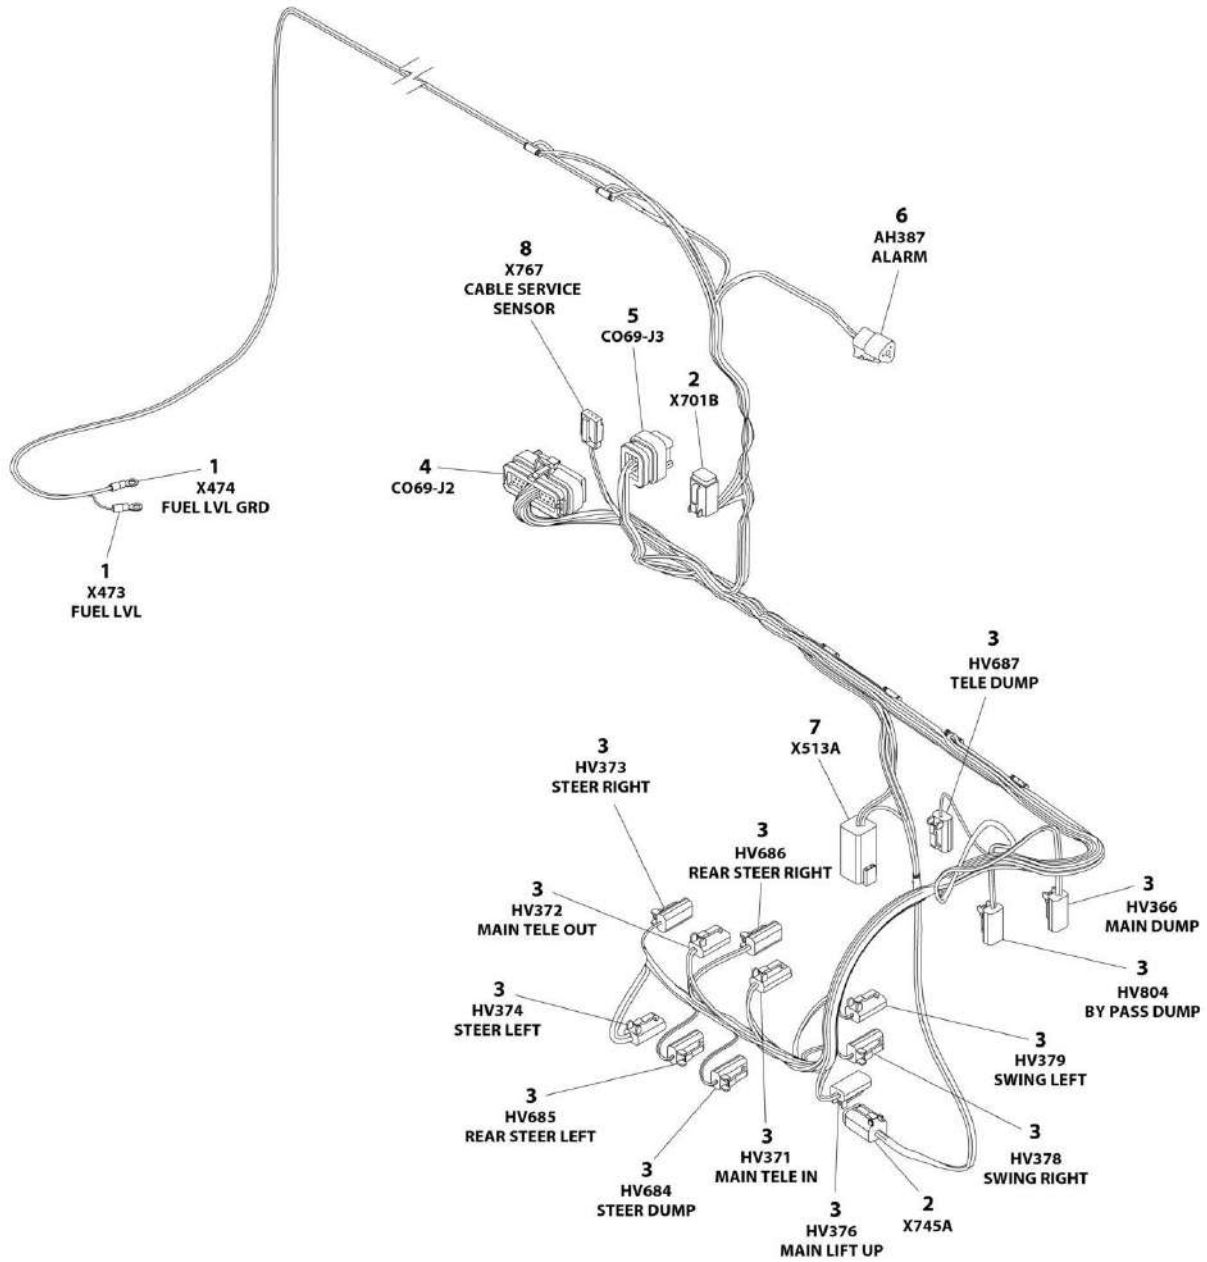 6
AH387
ALARM
8
X767
CABLE SERVICE
SENSOR
5
CO69-J3
2
X701B
4
CO69-J2
1
X474
FUEL LVL GRD
1
X473
FUEL LVL
3
HV687
TELE DUMP
7
X513A
3
HV373
STEER RIGHT
3
HV686
REAR STEER RIGHT
3
HV372
MAIN TELE OUT
3
HV366
MAIN DUMP
3
HV804
BY PASS DUMP
3
HV374
STEER LEFT
3
HV379
SWING LEFT
3
HV685
REAR STEER LEFT
3
HV371
MAIN TELE IN
3
HV378
SWING RIGHT
3
HV684
STEER DUMP
3
HV376
MAIN LIFT UP
2
X745A